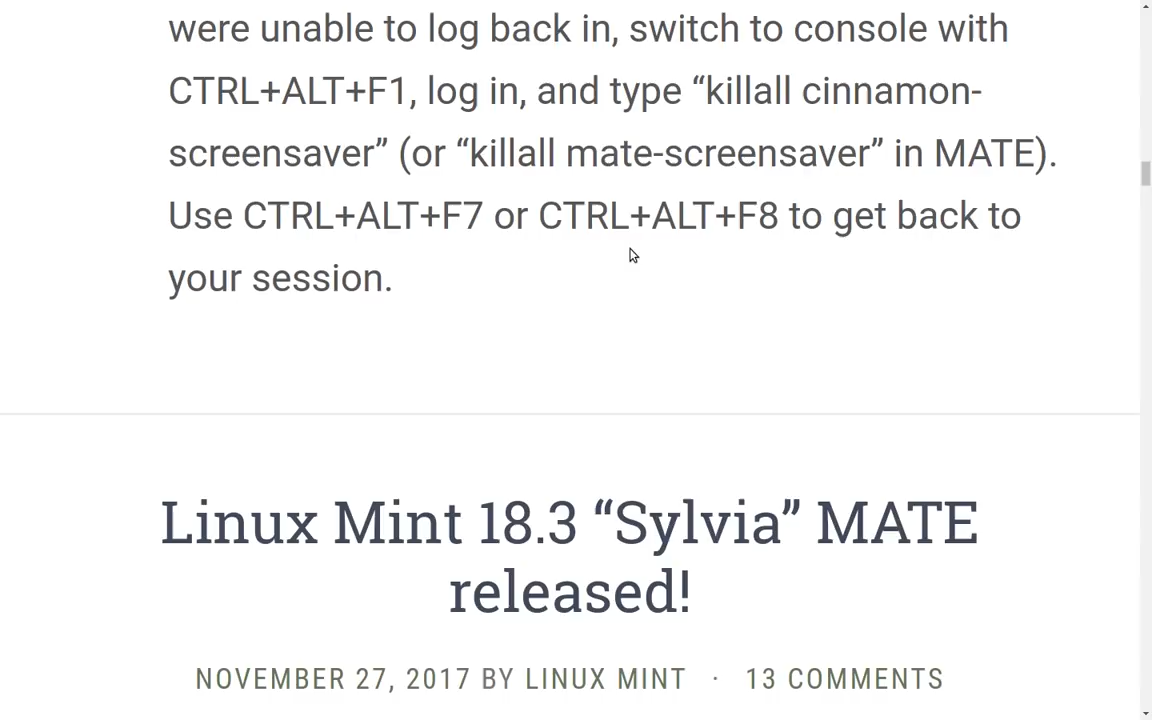 were unable to log back in, switch to console with
CTRL+ALT+F1, log in, and type “killall cinnamon-
screensaver” (or “killall mate-screensaver” in MATE).
Use CTRL+ALT+F7 or CTRL+ALT+F8 to get back to
your session.
Linux Mint 18.3 “Sylvia” MATE
released!
NOVEMBER 27, 2017 BY LINUX MINT · 13 COMMENTS